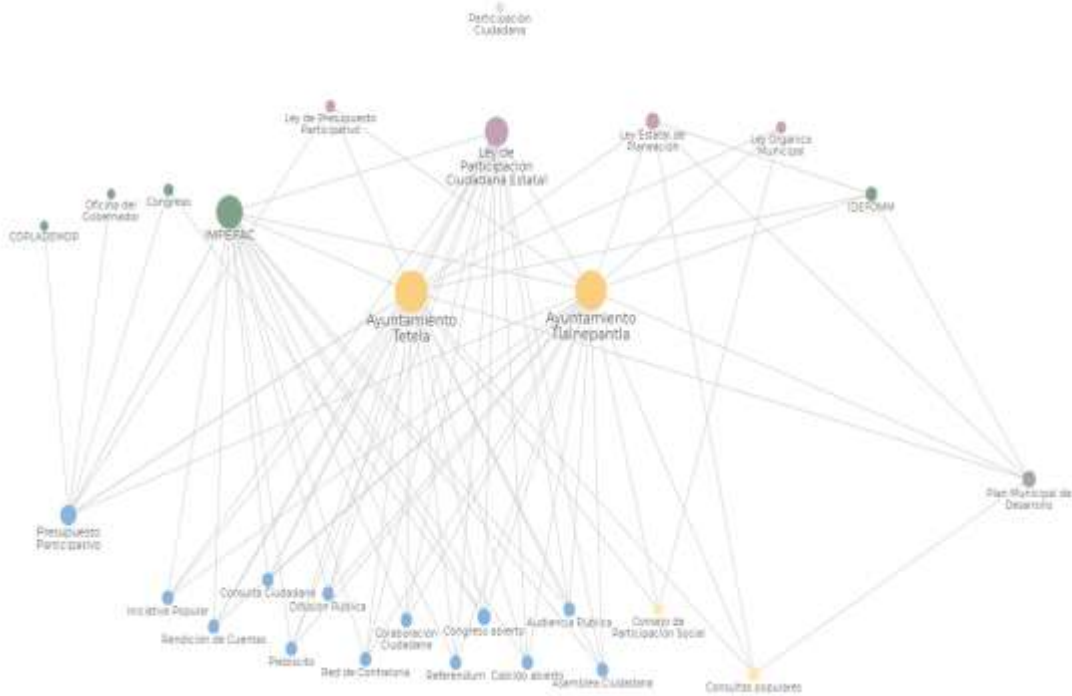 Participación
Ciudadana
Ley de Presupuesto
Participativo
Ley de
Participación
Ciudadana Estatal
Ley Estatal de
Planeación
Ley Orgánica
Municipal
Oficina del
Gobernador
Congreso
COPLADEMOR
IMPEPAC
IDEFOMM
Ayuntamiento
Tetela
Ayuntamiento
Tlalnepantla
Plan Municipal de
Desarrollo
Presupuesto
Participativo
Consulta Ciudadana
Difusión Pública
Iniciativa Popular
Rendición de Cuentas
Colaboración
Ciudadana
Congreso abierto
Audiencia Pública
Consejo de
Participación Social
Plebiscito
Red de Contraloría
Referéndum
Cabildo abierto
Asamblea Ciudadana
Consultas populares